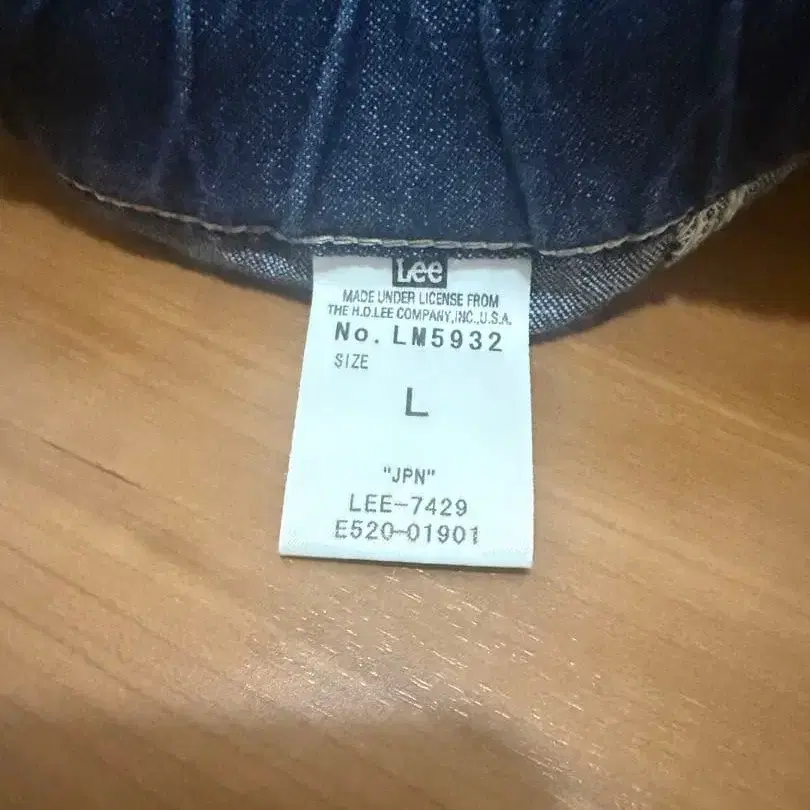 Lee
MADE UNDER LICENSE FROM
THE H.D.LEE COMPANY,INC.,U.S.A.
No. LM5932
SIZE
L
"JPN"
LEE-7429
E520-01901